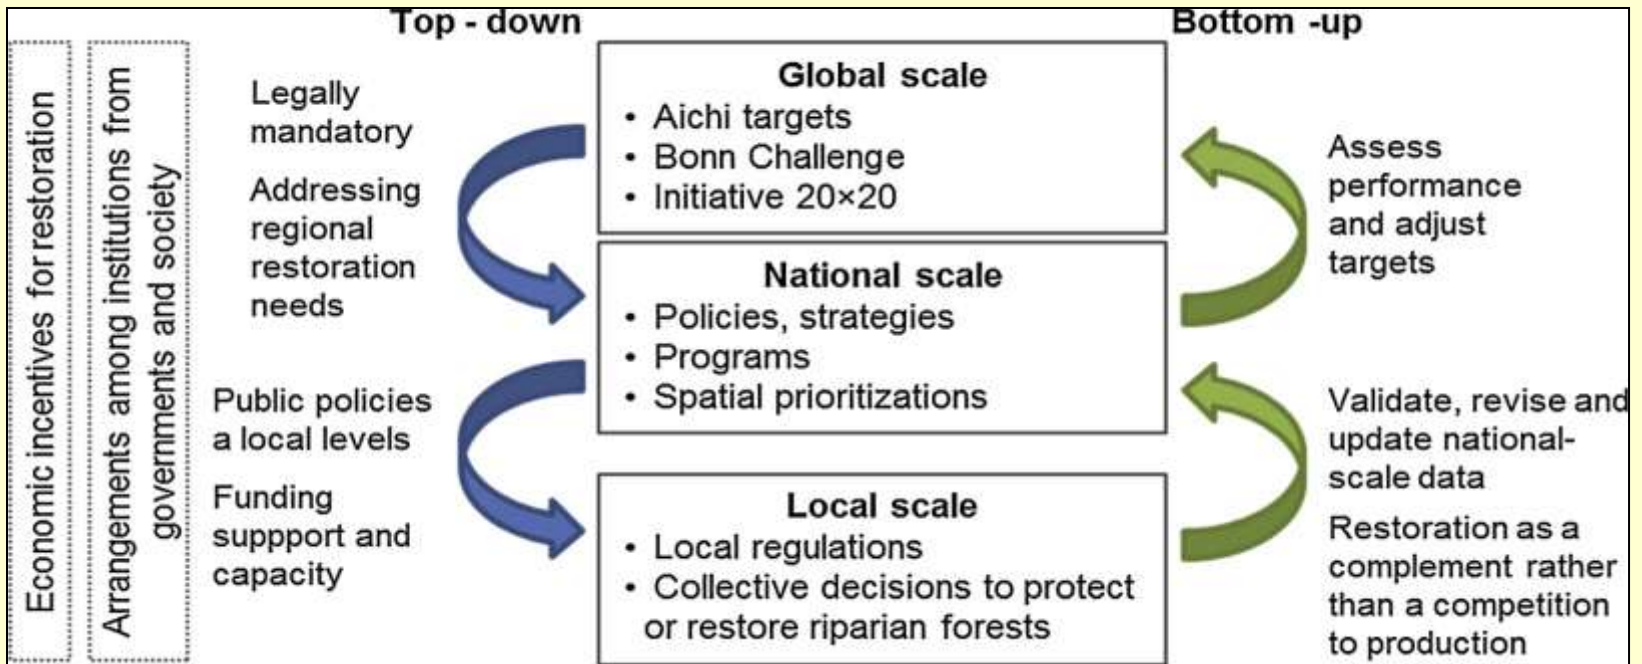 Top - down
Bottom -up
Economic incentives for restoration
Arrangements among institutions from
governments and society
Legally
mandatory
Addressing
regional
restoration
needs
Public policies
a local levels
Funding
suppport and
capacity
Global scale
• Aichi targets
• Bonn Challenge
• Initiative 20×20
National scale
• Policies, strategies
• Programs
• Spatial prioritizations
Local scale
• Local regulations
• Collective decisions to protect
or restore riparian forests
Assess
performance
and adjust
targets
Validate, revise and
update national-
scale data
Restoration as a
complement rather
than a competition
to production